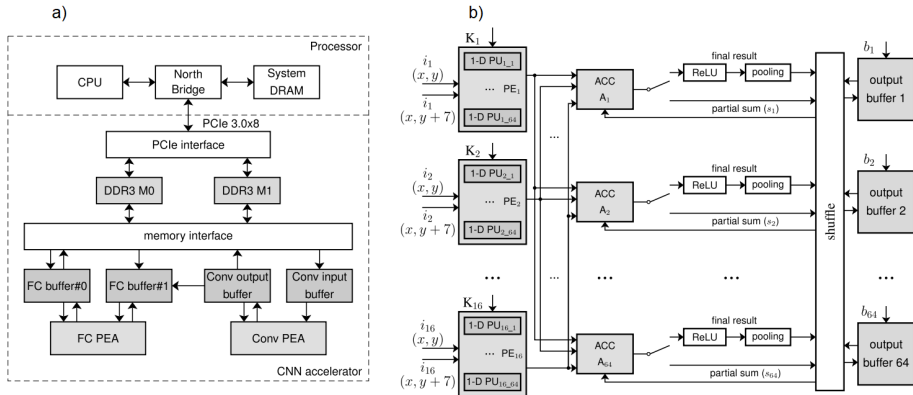 a)
Processor
CPU
North
Bridge
System
DRAM
PCIe 3.0x8
PCIe interface
DDR3 M0
DDR3 M1
memory interface
FC buffer#0
FC buffer#1
Conv output
buffer
Conv input
buffer
FC PEA
Conv PEA
CNN accelerator
b)
K₁
i₁
(x, y)
i₁
(x, y + 7)
1-D PU₁_₁
... PE₁
1-D PU₁_₆₄
ACC
A₁
final result
ReLU
pooling
partial sum (s₁)
b₁
output
buffer 1
...
K₂
i₂
(x, y)
i₂
(x, y + 7)
1-D PU₂_₁
... PE₂
1-D PU₂_₆₄
ACC
A₂
final result
ReLU
pooling
partial sum (s₂)
b₂
output
buffer 2
shuffle
...
...
...
...
...
K₁₆
i₁₆
(x, y)
i₁₆
(x, y + 7)
1-D PU₁₆_₁
... PE₁₆
1-D PU₁₆_₆₄
ACC
A₆₄
final result
ReLU
pooling
partial sum (s₆₄)
b₆₄
output
buffer 64